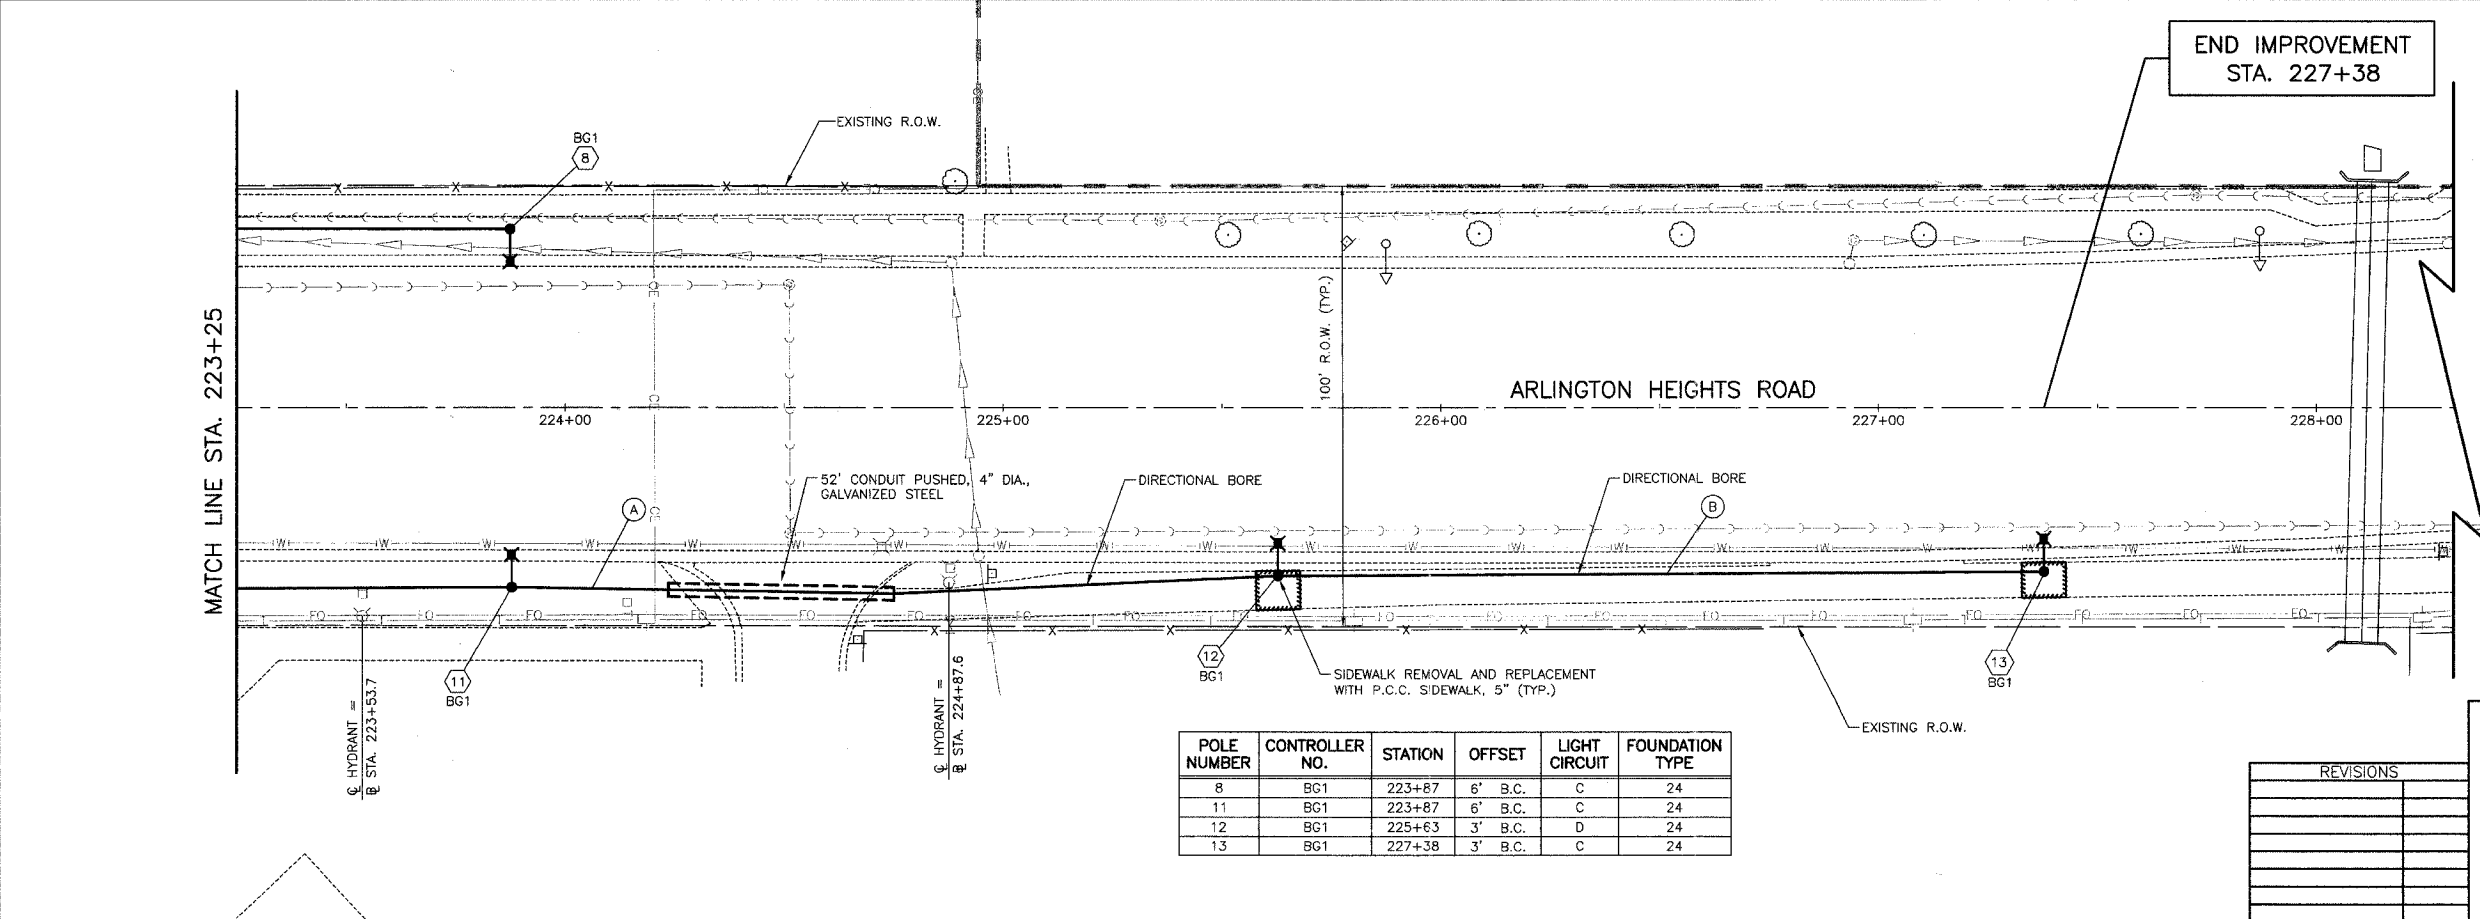 END IMPROVEMENT
STA. 227+38
EXISTING R.O.W.
BG1
8
MATCH LINE STA. 223+25
100' R.O.W. (TYP.)
ARLINGTON HEIGHTS ROAD
224+00
225+00
226+00
227+00
228+00
52' CONDUIT PUSHED, 4" DIA.,
GALVANIZED STEEL
DIRECTIONAL BORE
DIRECTIONAL BORE
A
B
11
BG1
12
BG1
13
BG1
SIDEWALK REMOVAL AND REPLACEMENT
WITH P.C.C. SIDEWALK, 5" (TYP.)
EXISTING R.O.W.
℄ HYDRANT =
STA. 223+53.7
℄ HYDRANT =
STA. 224+87.6
POLE NUMBER CONTROLLER NO. STATION OFFSET LIGHT CIRCUIT FOUNDATION TYPE
8 BG1 223+87 6' B.C. C 24
11 BG1 223+87 6' B.C. C 24
12 BG1 225+63 3' B.C. D 24
13 BG1 227+38 3' B.C. C 24
REVISIONS